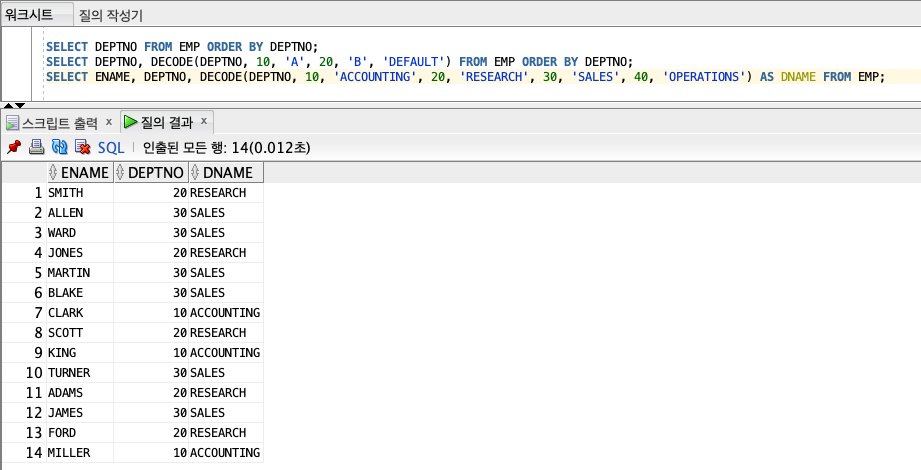 워크시트 질의 작성기
SELECT DEPTNO FROM EMP ORDER BY DEPTNO;
SELECT DEPTNO, DECODE(DEPTNO, 10, 'A', 20, 'B', 'DEFAULT') FROM EMP ORDER BY DEPTNO;
SELECT ENAME, DEPTNO, DECODE(DEPTNO, 10, 'ACCOUNTING', 20, 'RESEARCH', 30, 'SALES', 40, 'OPERATIONS') AS DNAME FROM EMP;
스크립트 출력 x 질의 결과 x
SQL 인출된 모든 행: 14(0.012초)
ENAME DEPTNO DNAME
1 SMITH 20 RESEARCH
2 ALLEN 30 SALES
3 WARD 30 SALES
4 JONES 20 RESEARCH
5 MARTIN 30 SALES
6 BLAKE 30 SALES
7 CLARK 10 ACCOUNTING
8 SCOTT 20 RESEARCH
9 KING 10 ACCOUNTING
10 TURNER 30 SALES
11 ADAMS 20 RESEARCH
12 JAMES 30 SALES
13 FORD 20 RESEARCH
14 MILLER 10 ACCOUNTING